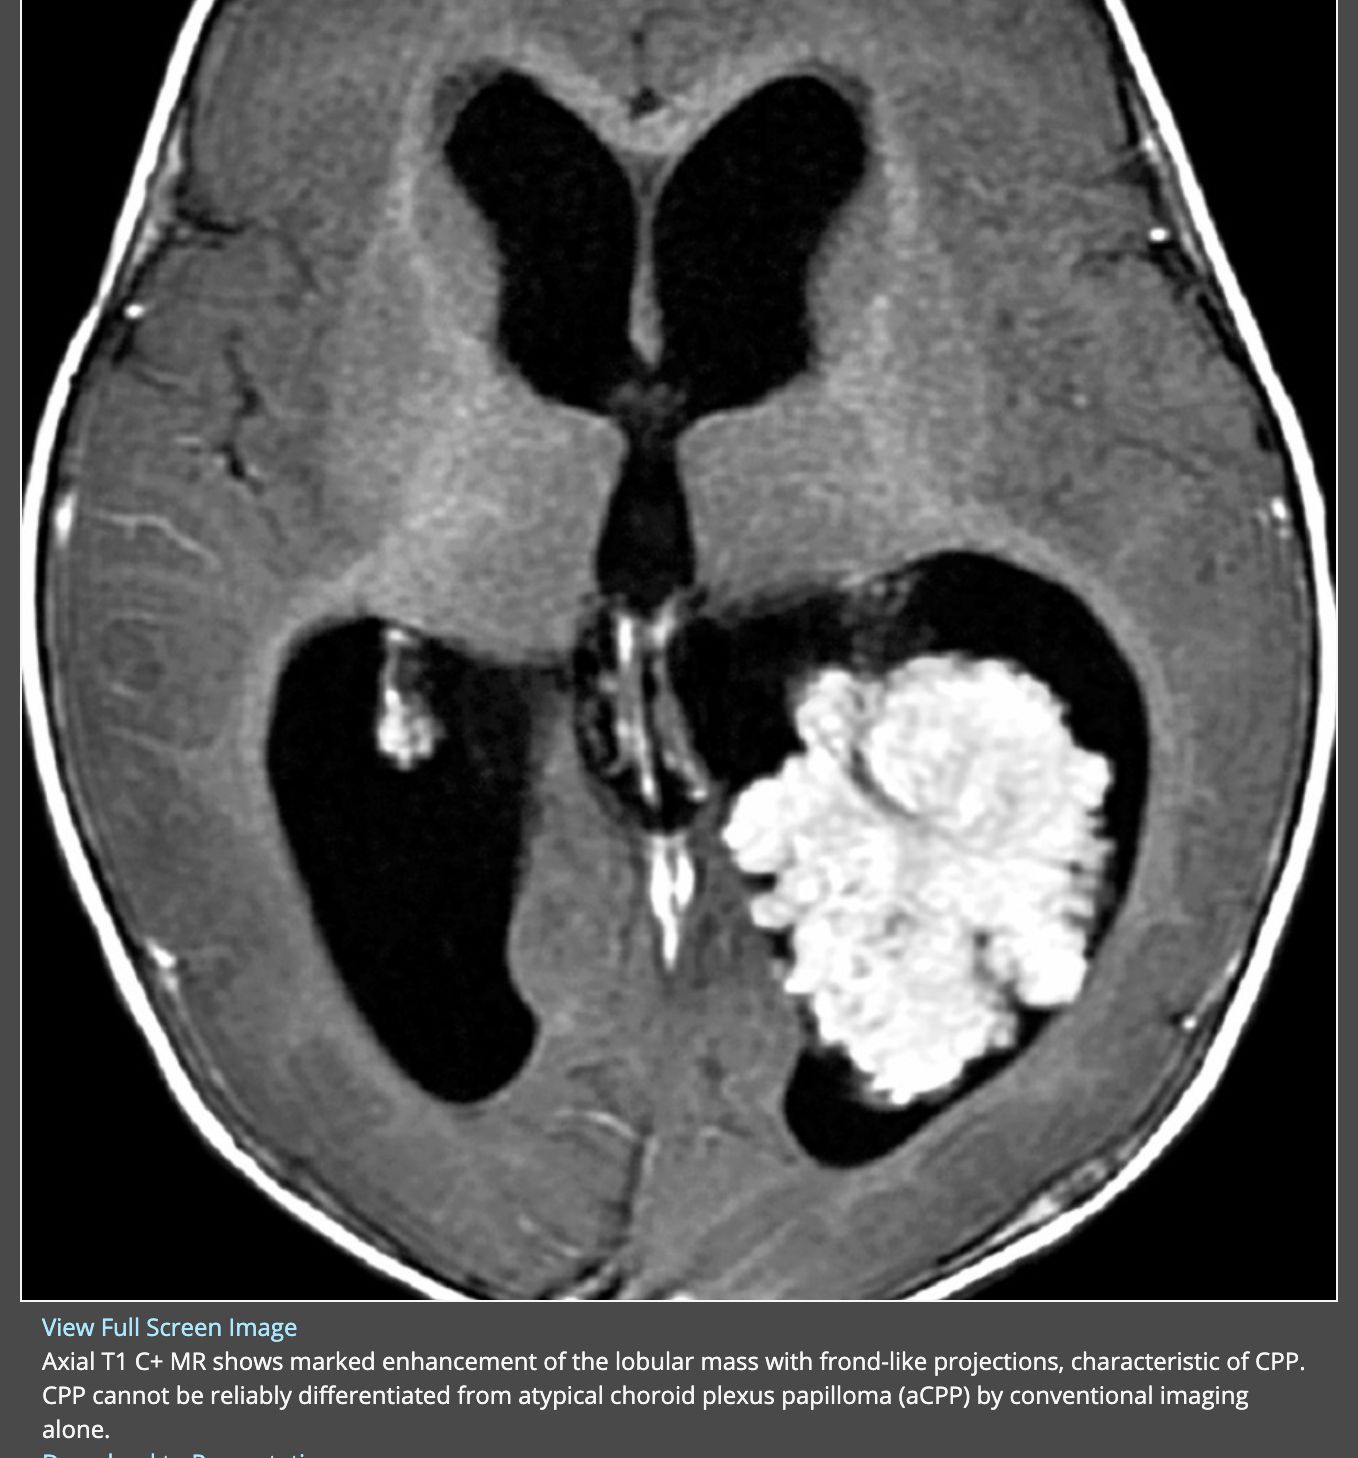 View Full Screen Image
Axial T1 C+ MR shows marked enhancement of the lobular mass with frond-like projections, characteristic of CPP.
CPP cannot be reliably differentiated from atypical choroid plexus papilloma (aCPP) by conventional imaging
alone.